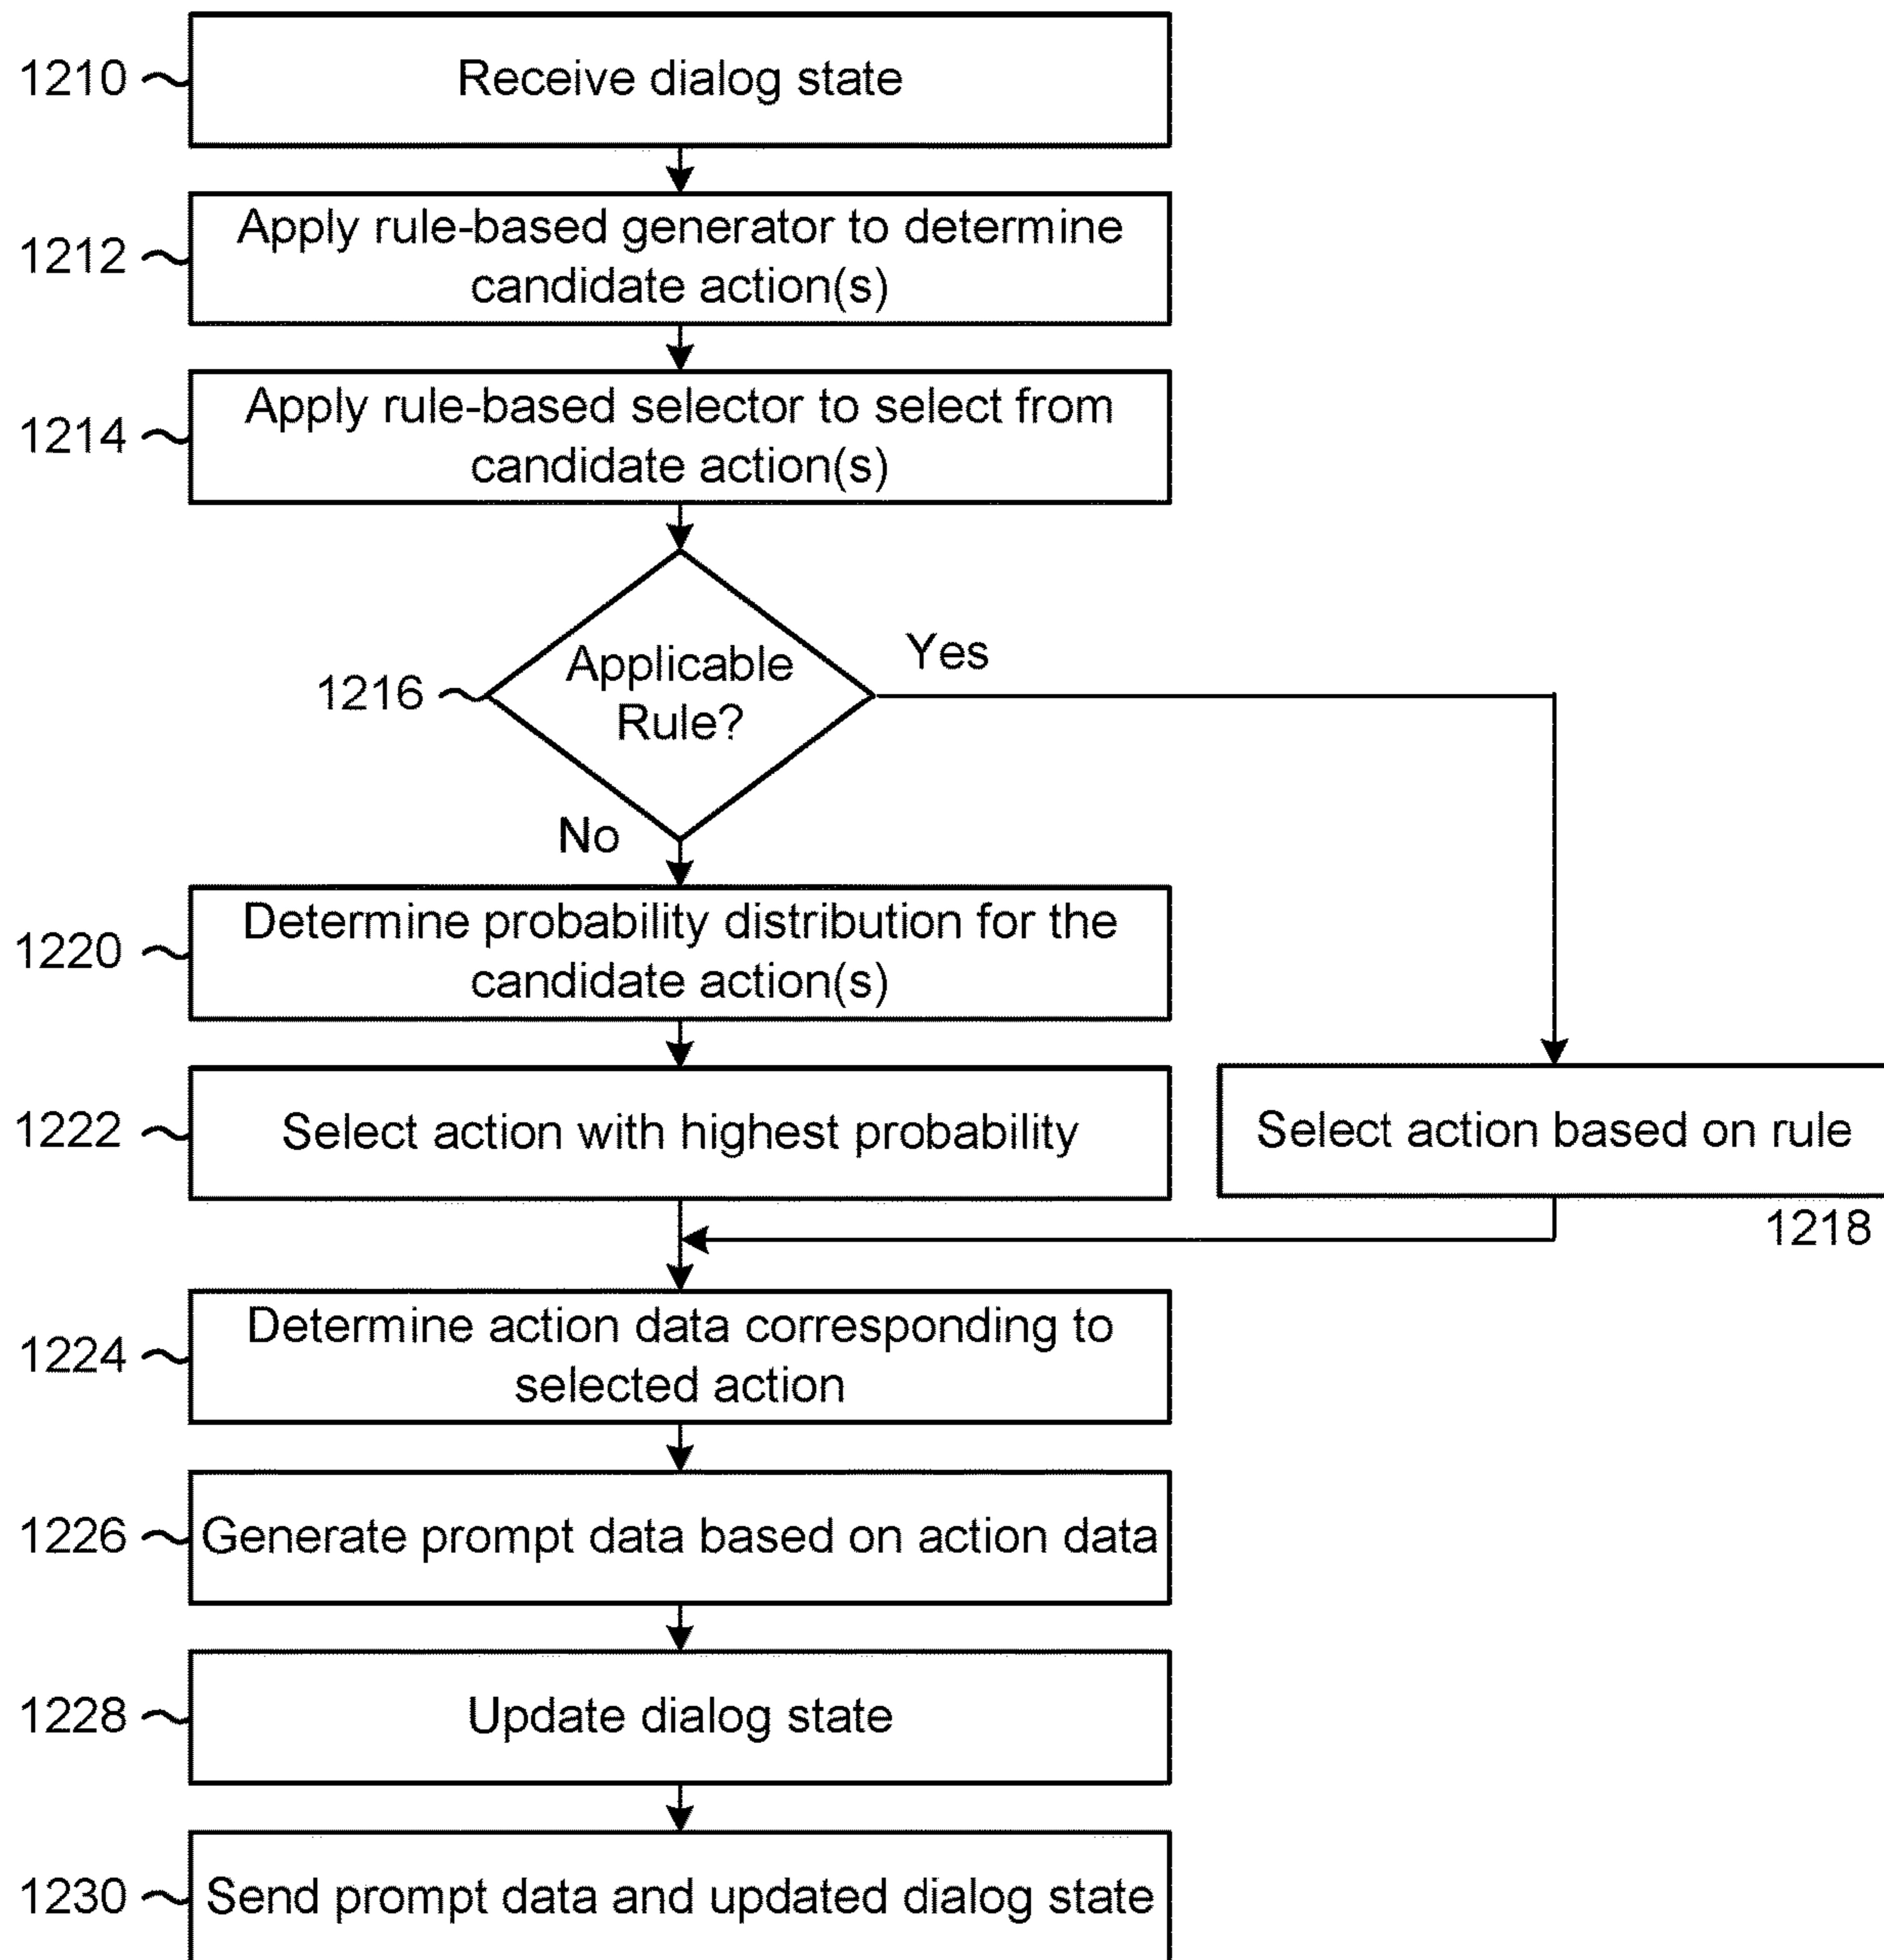 1210
Receive dialog state
1212
Apply rule-based generator to determine
candidate action(s)
1214
Apply rule-based selector to select from
candidate action(s)
1216
Applicable
Rule?
Yes
No
1220
Determine probability distribution for the
candidate action(s)
1222
Select action with highest probability
Select action based on rule
1218
1224
Determine action data corresponding to
selected action
1226
Generate prompt data based on action data
1228
Update dialog state
1230
Send prompt data and updated dialog state